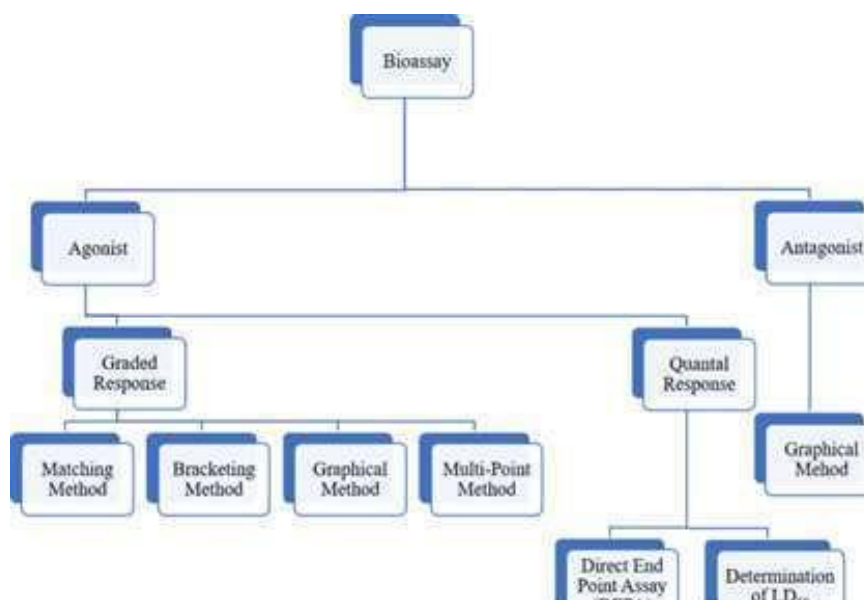 Bioassay
Agonist
Antagonist
Graded
Response
Quantal
Response
Matching
Method
Bracketing
Method
Graphical
Method
Multi-Point
Method
Graphical
Mehod
Direct End
Point Assay
Determination
of LD